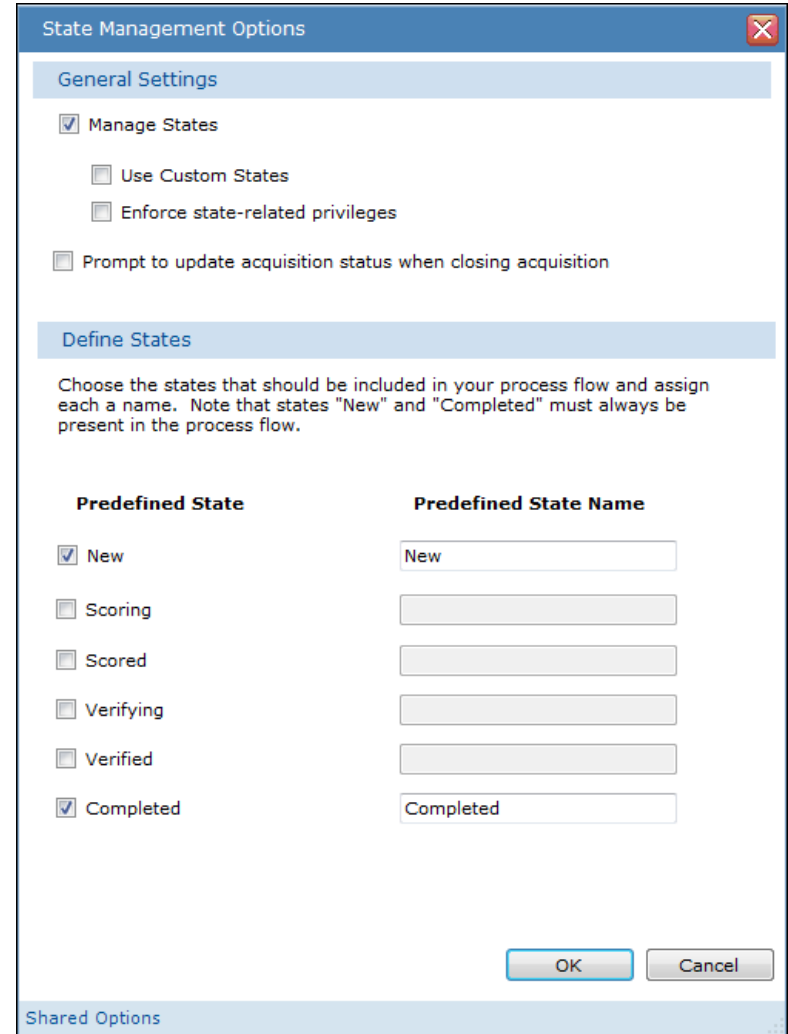 State Management Options
General Settings
Manage States
Use Custom States
Enforce state-related privileges
Prompt to update acquisition status when closing acquisition
Define States
Choose the states that should be included in your process flow and assign
each a name.  Note that states "New" and "Completed" must always be
present in the process flow.
Predefined State Predefined State Name
New New
Scoring
Scored
Verifying
Verified
Completed Completed
OK Cancel
Shared Options